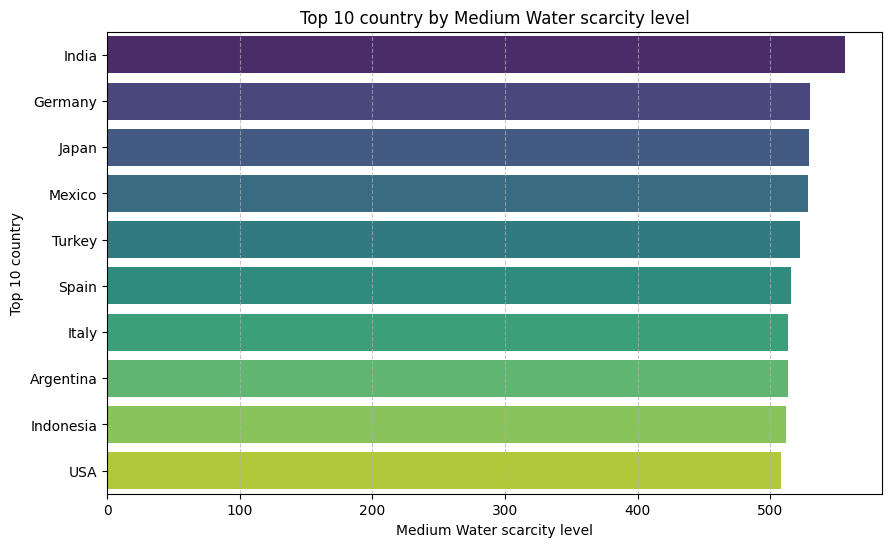 Top 10 country by Medium Water scarcity level
Top 10 country
India
Germany
Japan
Mexico
Turkey
Spain
Italy
Argentina
Indonesia
USA
0 100 200 300 400 500
Medium Water scarcity level